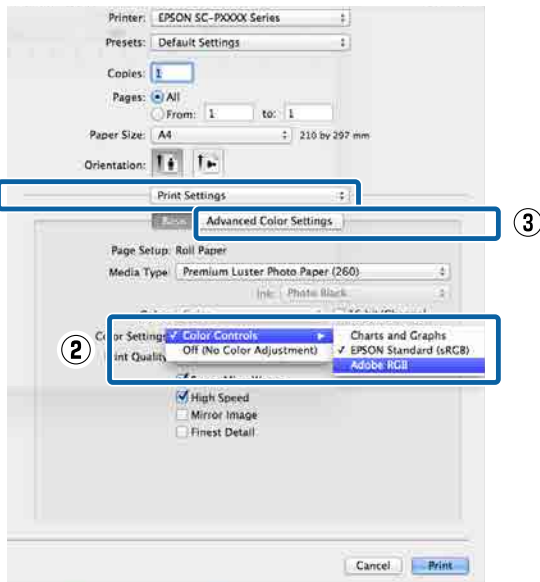 Printer: EPSON SC-PXXXX Series
Presets: Default Settings
Copies: 1
Pages: All
From: 1 to: 1
Paper Size: A4 210 by 297 mm
Orientation:
Print Settings
Advanced Color Settings
3
Page Setup: Roll Paper
Media Type Premium Luster Photo Paper (260)
Ink: Photo Black
Color Settings Color Controls Charts and Graphs
2
Print Quality Off (No Color Adjustment) EPSON Standard (sRGB)
Adobe RGB
High Speed
Mirror Image
Finest Detail
Cancel Print